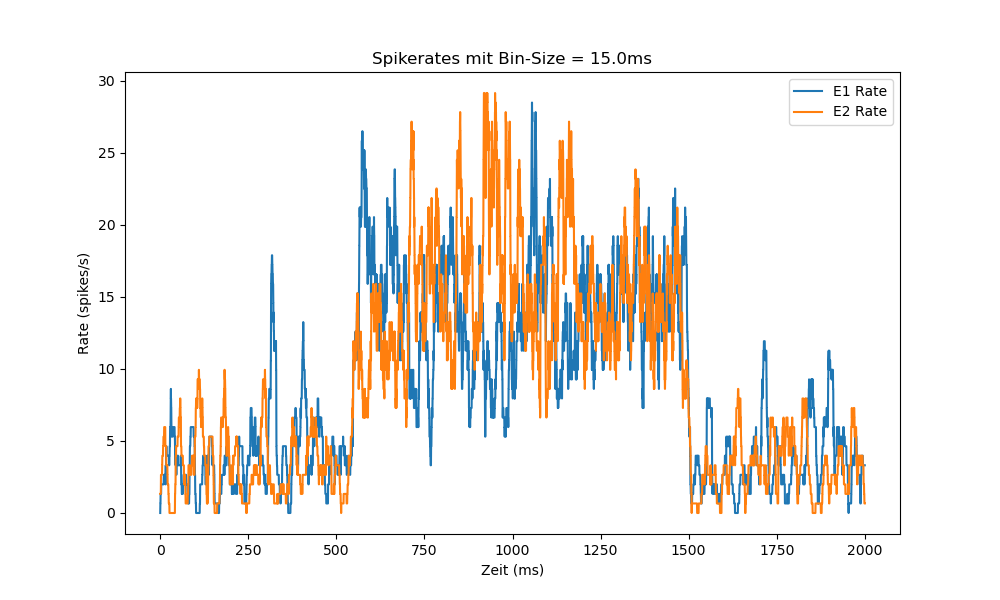 Spikerates mit Bin-Size = 15.0ms
E1 Rate
E2 Rate
Rate (spikes/s)
30
25
20
15
10
5
0
0 250 500 750 1000 1250 1500 1750 2000
Zeit (ms)